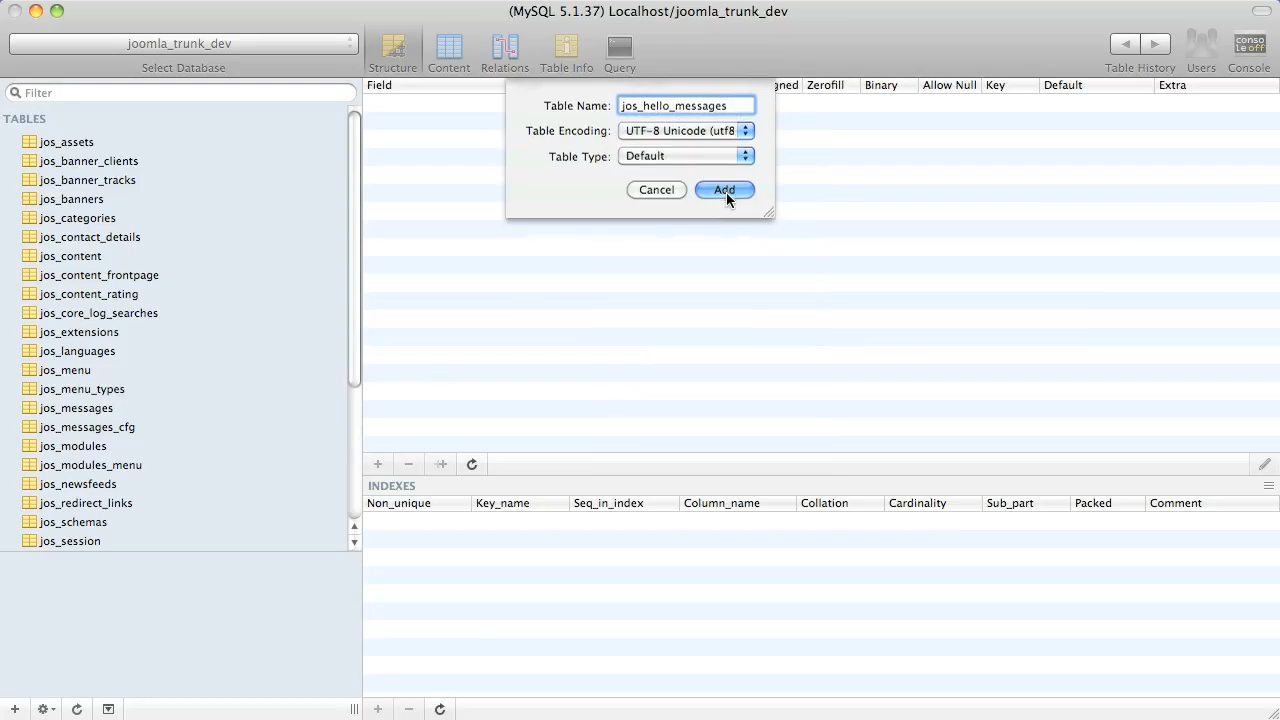 (MySQL 5.1.37) Localhost/joomla_trunk_dev
joomla_trunk_dev
Select Database
Structure
Content
Relations
Table Info
Query
Table History
Users
console off
Console
Filter
TABLES
jos_assets
jos_banner_clients
jos_banner_tracks
jos_banners
jos_categories
jos_contact_details
jos_content
jos_content_frontpage
jos_content_rating
jos_core_log_searches
jos_extensions
jos_languages
jos_menu
jos_menu_types
jos_messages
jos_messages_cfg
jos_modules
jos_modules_menu
jos_newsfeeds
jos_redirect_links
jos_schemas
jos_session
Field
gned
Zerofill
Binary
Allow Null
Key
Default
Extra
Table Name: jos_hello_messages
Table Encoding: UTF-8 Unicode (utf8
Table Type: Default
Cancel
Add
INDEXES
Non_unique
Key_name
Seq_in_index
Column_name
Collation
Cardinality
Sub_part
Packed
Comment